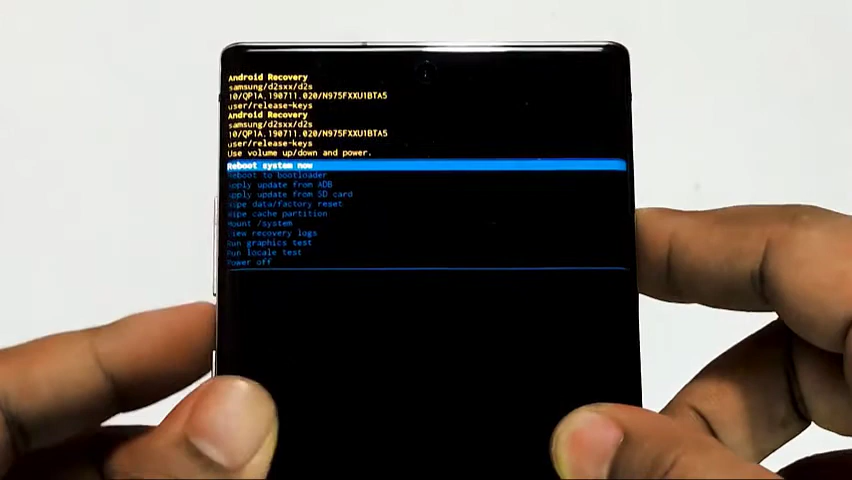 Android Recovery
samsung/d2sxx/d2s
10/QP1A.190711.020/N975FXXU1BTA5
user/release-keys
Android Recovery
samsung/d2sxx/d2s
10/QP1A.190711.020/N975FXXU1BTA5
user/release-keys
Use volume up/down and power.
Reboot system now
Reboot to bootloader
Apply update from ADB
Apply update from SD card
Wipe data/factory reset
Wipe cache partition
Mount /system
View recovery logs
Run graphics test
Run locale test
Power off